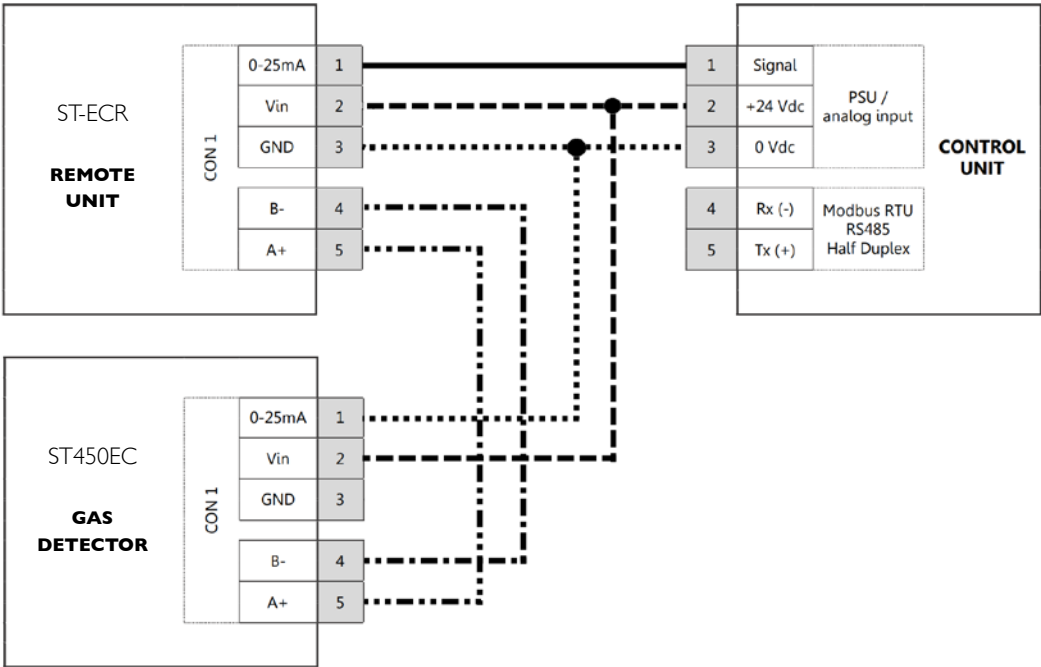 ST-ECR
REMOTE
UNIT
CON 1
0-25mA 1
Vin 2
GND 3
B- 4
A+ 5
1 Signal
2 +24 Vdc
3 0 Vdc
PSU /
analog input
4 Rx (-)
5 Tx (+)
Modbus RTU
RS485
Half Duplex
CONTROL
UNIT
ST450EC
GAS
DETECTOR
CON 1
0-25mA 1
Vin 2
GND 3
B- 4
A+ 5